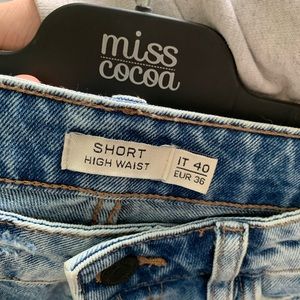 miss
cocoa
SHORT
HIGH WAIST
IT 40
EUR 36